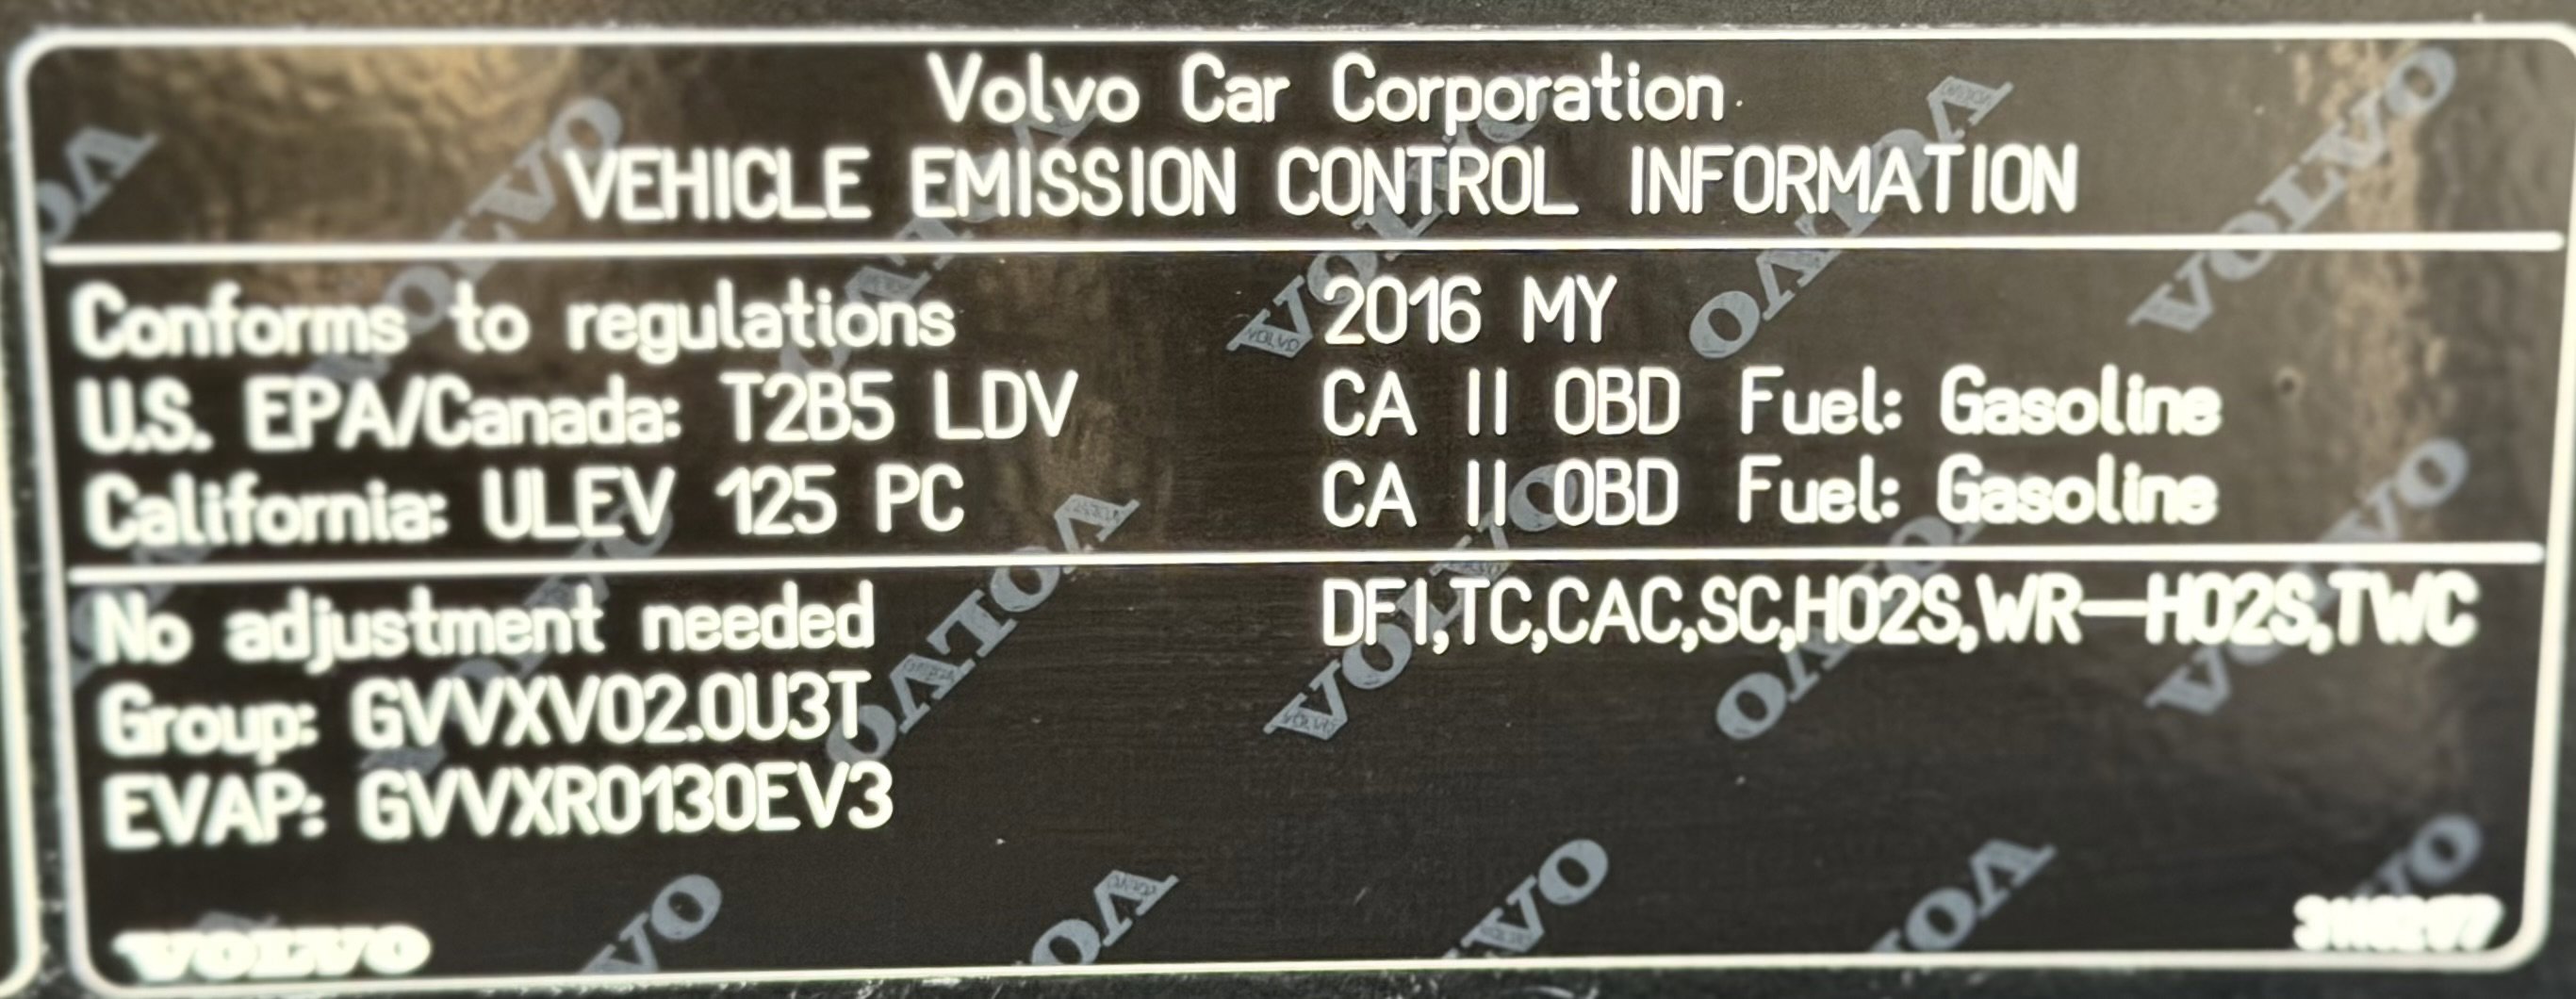 Volvo Car Corporation
VEHICLE EMISSION CONTROL INFORMATION
Conforms to regulations 2016 MY
U.S. EPA/Canada: T2B5 LDV CA II OBD Fuel: Gasoline
California: ULEV 125 PC CA II OBD Fuel: Gasoline
No adjustment needed DFI,TC,CAC,SC,HO2S,WR-HO2S,TWC
Group: GVVXV02.0U3T
EVAP: GVVXR0130EV3
VOLVO